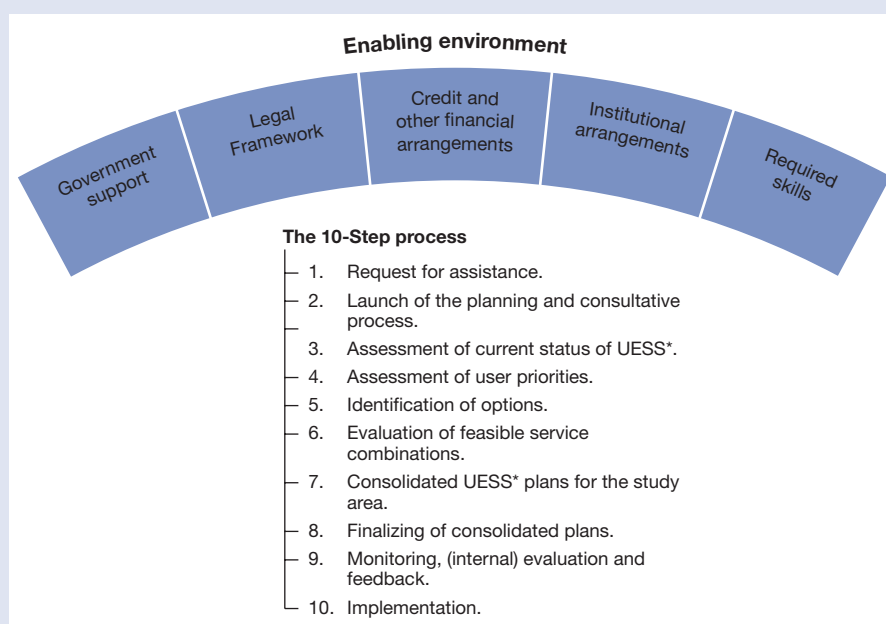 Enabling environment
Government
support
Legal
Framework
Credit and
other financial
arrangements
Institutional
arrangements
Required
skills
The 10-Step process
1. Request for assistance.
2. Launch of the planning and consultative
process.
3. Assessment of current status of UESS*.
4. Assessment of user priorities.
5. Identification of options.
6. Evaluation of feasible service
combinations.
7. Consolidated UESS* plans for the study
area.
8. Finalizing of consolidated plans.
9. Monitoring, (internal) evaluation and
feedback.
10. Implementation.